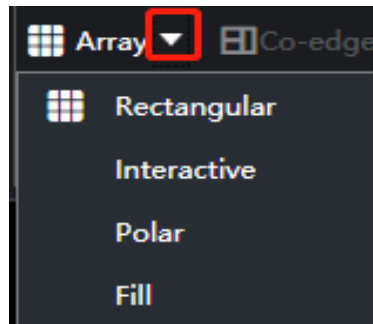 Array Co-edge
Rectangular
Interactive
Polar
Fill